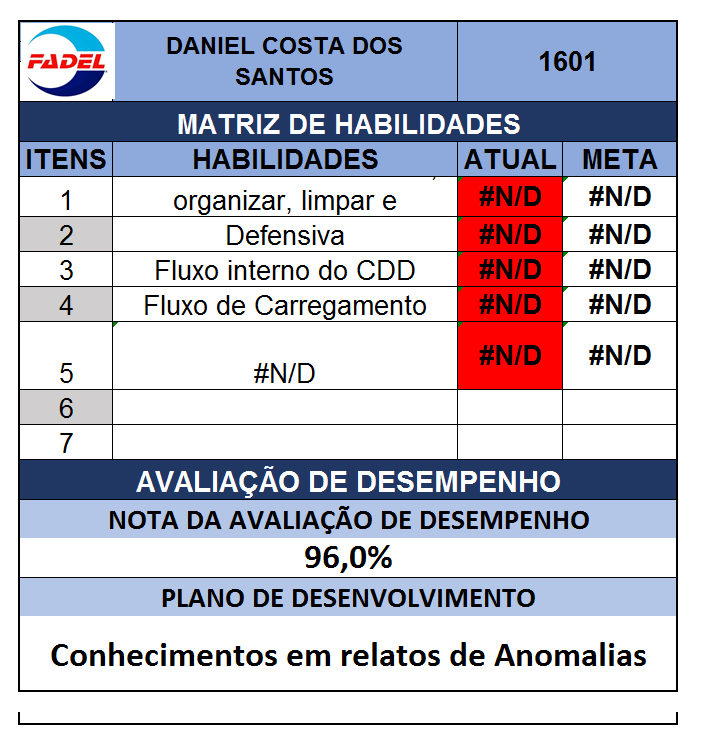 FADEL
DANIEL COSTA DOS
SANTOS
1601
MATRIZ DE HABILIDADES
ITENS HABILIDADES ATUAL META
1 organizar, limpar e #N/D #N/D
2 Defensiva #N/D #N/D
3 Fluxo interno do CDD #N/D #N/D
4 Fluxo de Carregamento #N/D #N/D
5 #N/D #N/D #N/D
6
7
AVALIAÇÃO DE DESEMPENHO
NOTA DA AVALIAÇÃO DE DESEMPENHO
96,0%
PLANO DE DESENVOLVIMENTO
Conhecimentos em relatos de Anomalias